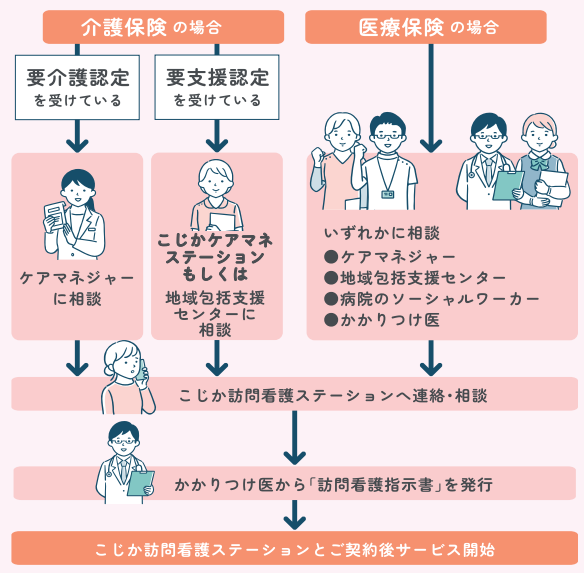 介護保険の場合
医療保険の場合
要介護認定
を受けている
要支援認定
を受けている
ケアマネジャー
に相談
こじかケアマネ
ステーション
もしくは
地域包括支援
センターに
相談
いずれかに相談
●ケアマネジャー
●地域包括支援センター
●病院のソーシャルワーカー
●かかりつけ医
こじか訪問看護ステーションへ連絡・相談
かかりつけ医から「訪問看護指示書」を発行
こじか訪問看護ステーションとご契約後サービス開始